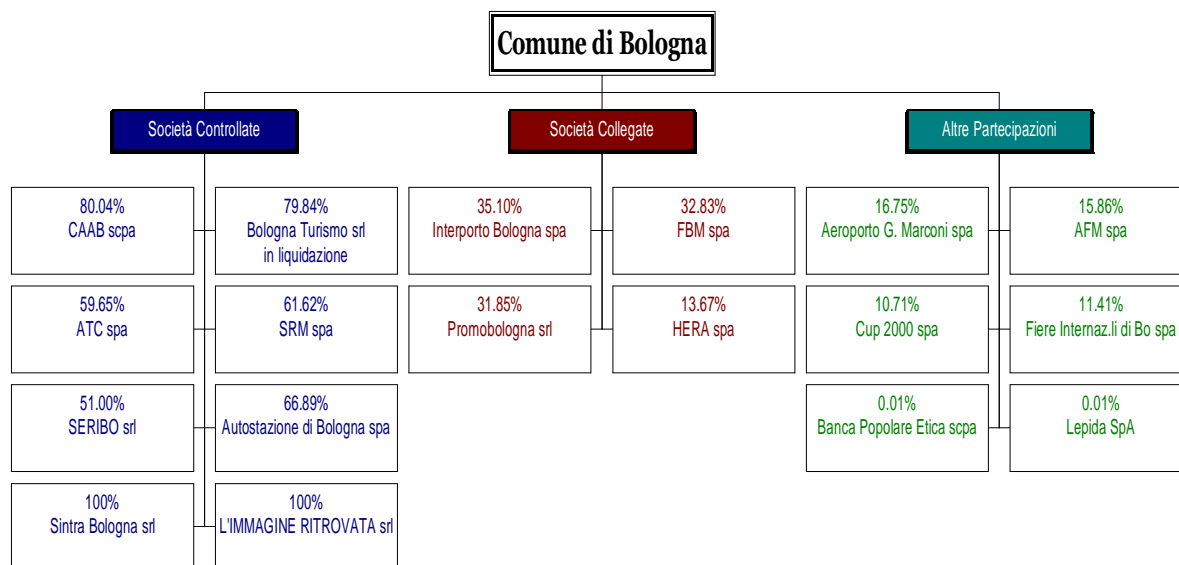 Comune di Bologna
Società Controllate
Società Collegate
Altre Partecipazioni
80.04%
CAAB scpa
79.84%
Bologna Turismo srl
in liquidazione
35.10%
Interporto Bologna spa
32.83%
FBM spa
16.75%
Aeroporto G. Marconi spa
15.86%
AFM spa
59.65%
ATC spa
61.62%
SRM spa
31.85%
Promobologna srl
13.67%
HERA spa
10.71%
Cup 2000 spa
11.41%
Fiere Internaz.li di Bo spa
51.00%
SERIBO srl
66.89%
Autostazione di Bologna spa
0.01%
Banca Popolare Etica scpa
0.01%
Lepida SpA
100%
Sintra Bologna srl
100%
L'IMMAGINE RITROVATA srl